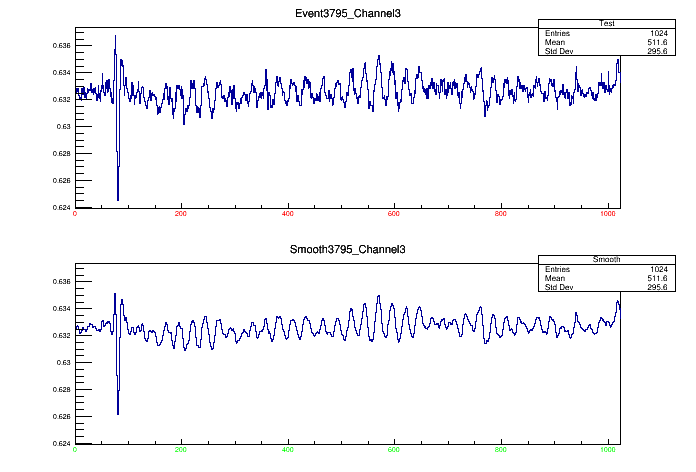 Event3795_Channel3
Test
Entries 1024
Mean 511.6
Std Dev 295.6
0.636
0.634
0.632
0.63
0.628
0.626
0.624
0 200 400 600 800 1000
Smooth3795_Channel3
Smooth
Entries 1024
Mean 511.6
Std Dev 295.6
0.636
0.634
0.632
0.63
0.628
0.626
0.624
0 200 400 600 800 1000